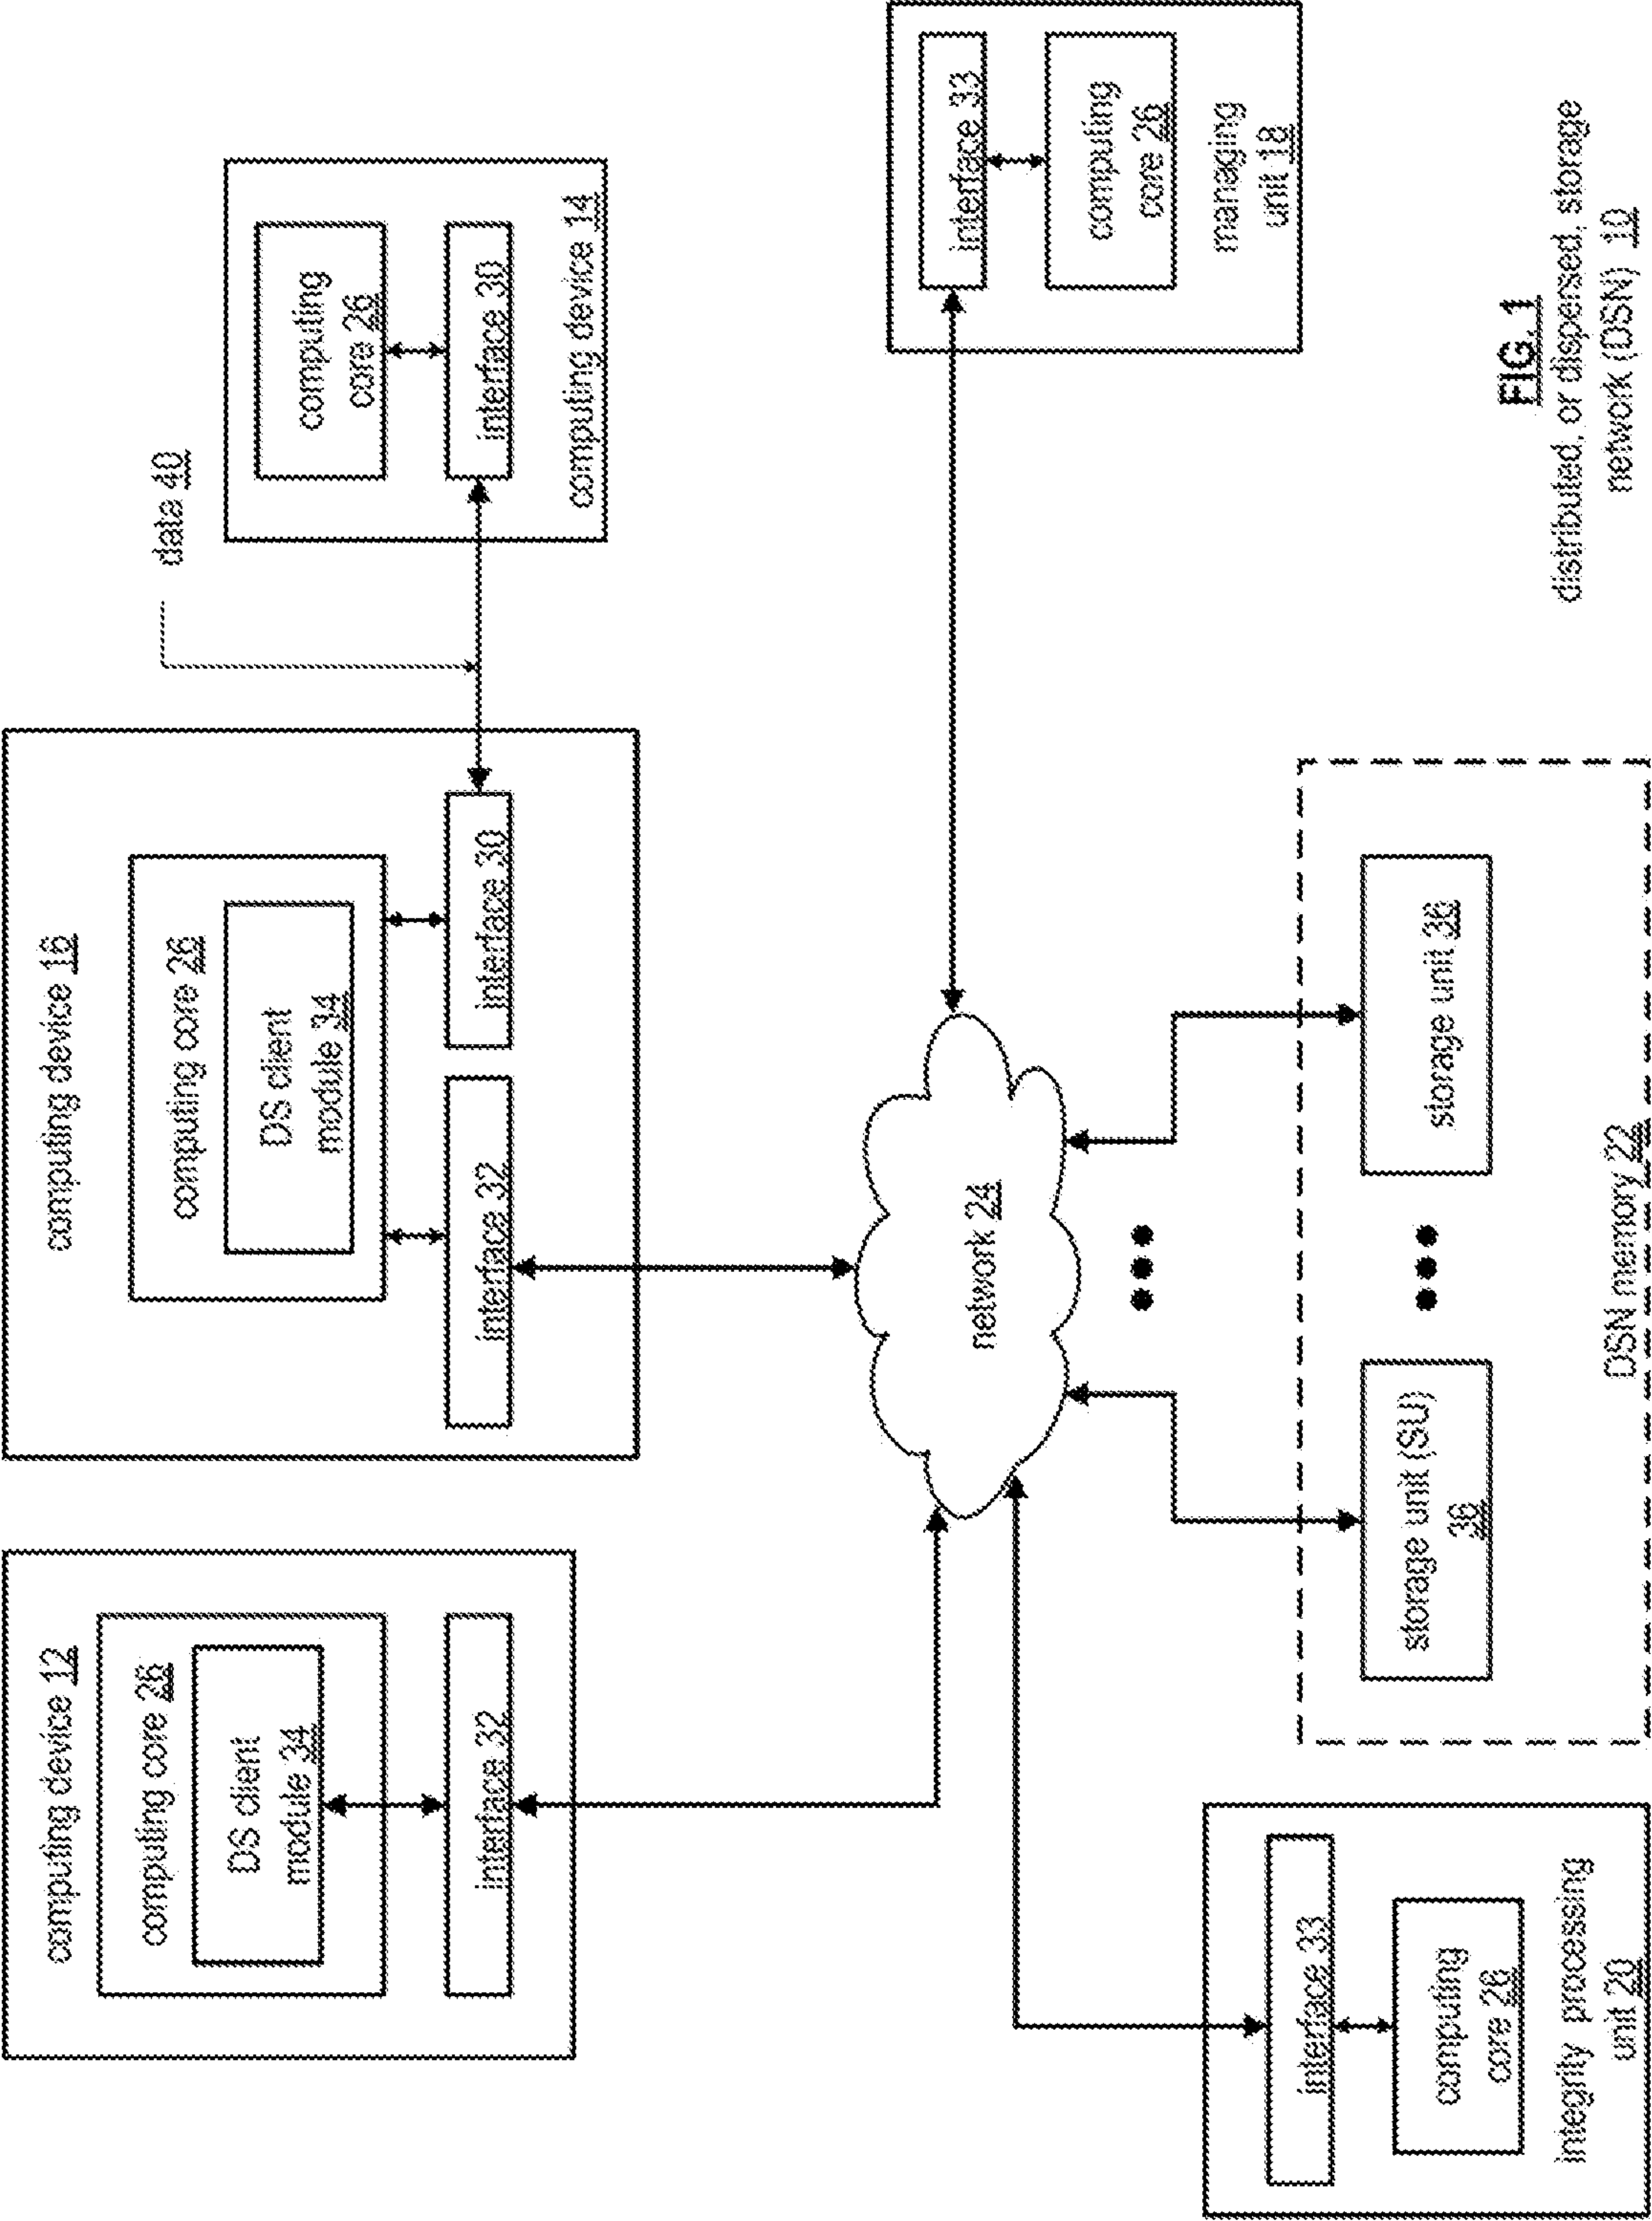 computing device 12
computing core 26
DS client
module 34
interface 32
computing device 16
computing core 26
DS client
module 34
interface 32
interface 30
data 40
computing
core 26
interface 30
computing device 14
network 24
interface 33
computing
core 26
managing
unit 18
interface 33
computing
core 26
integrity processing
unit 20
storage unit (SU)
36
storage unit 36
DSN memory 22
FIG. 1
distributed, or dispersed, storage
network (DSN) 10